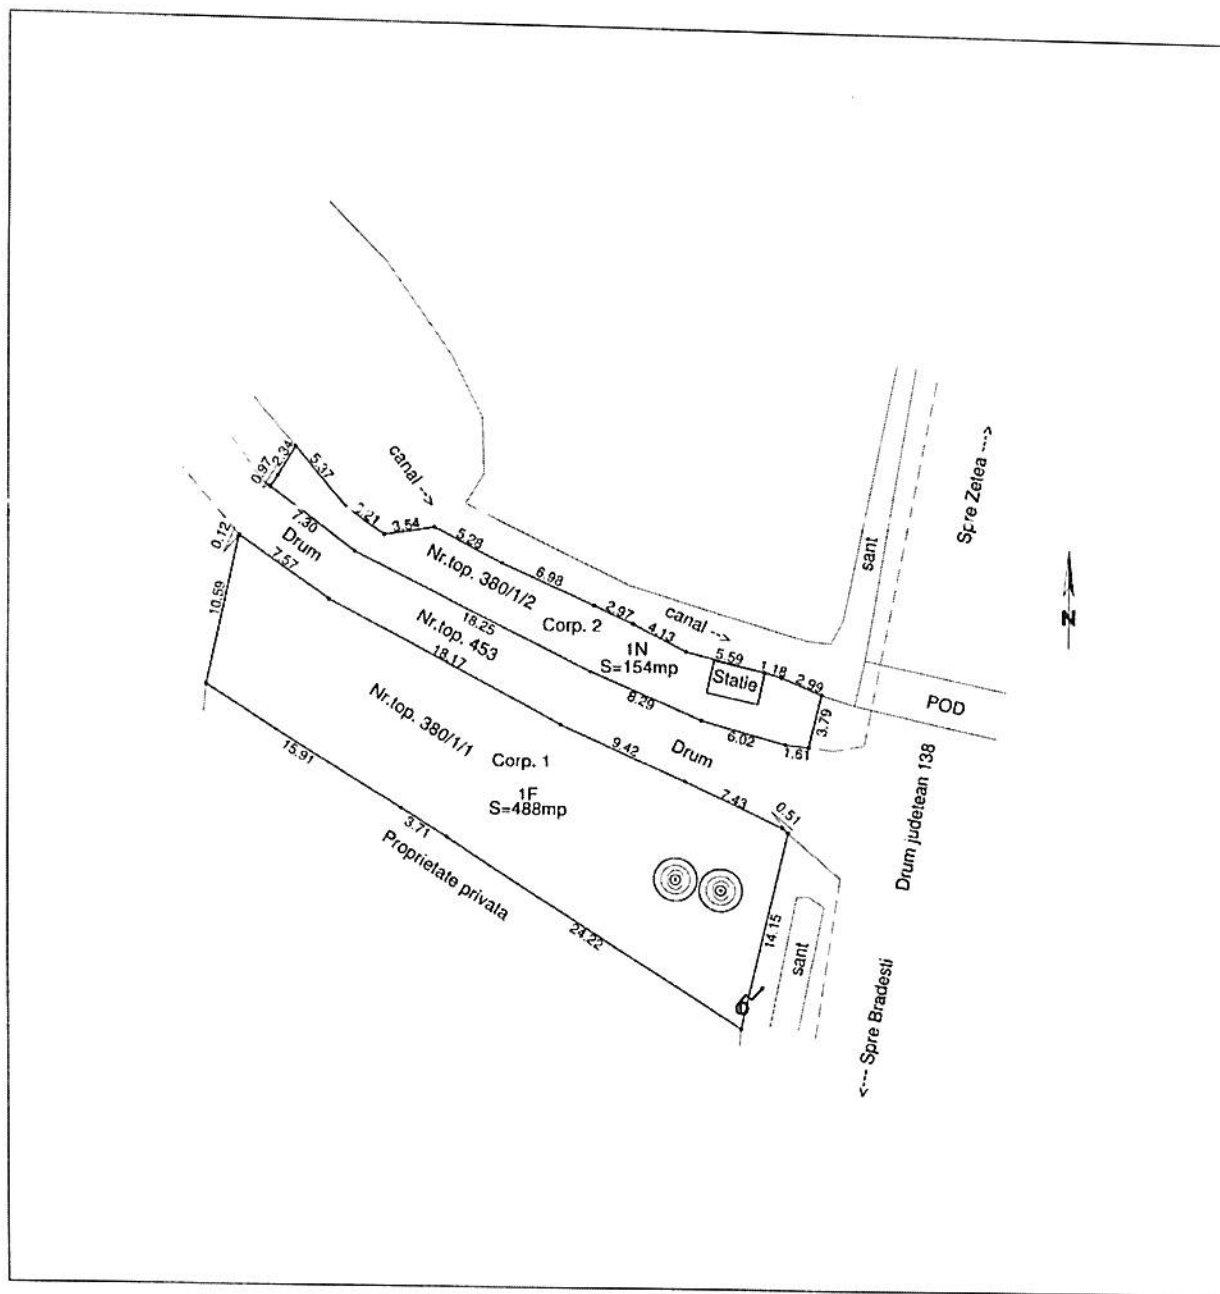 0.97
2.34
5.37
canal -->
2.21
3.54
5.28
7.30
Drum
0.12
7.57
10.59
Nr.top. 380/1/2
6.98
2.97
4.13
canal -->
18.25
Corp. 2
1N
S=154mp
5.59
Statie
1.18
2.99
3.79
Nr.top. 453
18.17
8.29
6.02
1.61
Drum
9.42
7.43
0.51
Nr.top. 380/1/1
Corp. 1
1F
S=488mp
15.91
3.71
Proprietate privala
24.22
14.15
6
sant
sant
Spre Zetea ---->
POD
Drum judetean 138
<---- Spre Bradesti
N